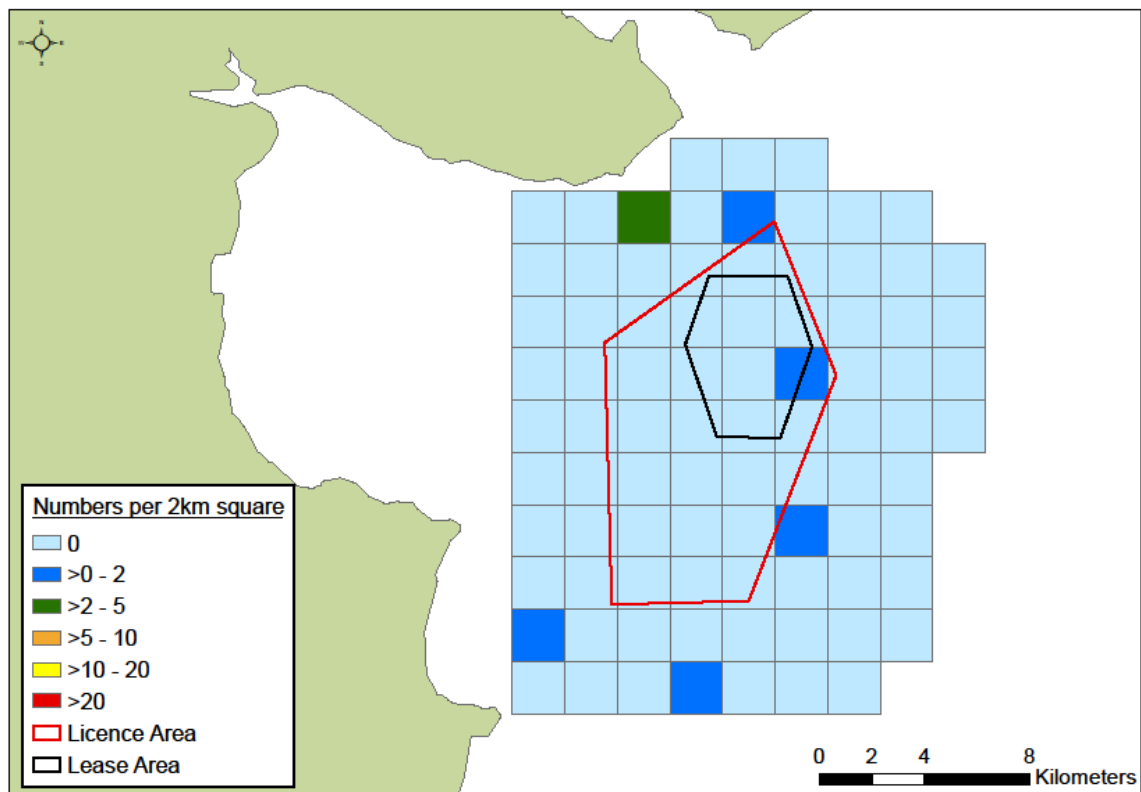 N
E
S
Numbers per 2km square
0
>0 - 2
>2 - 5
>5 - 10
>10 - 20
>20
Licence Area
Lease Area
0 2 4 8
Kilometers